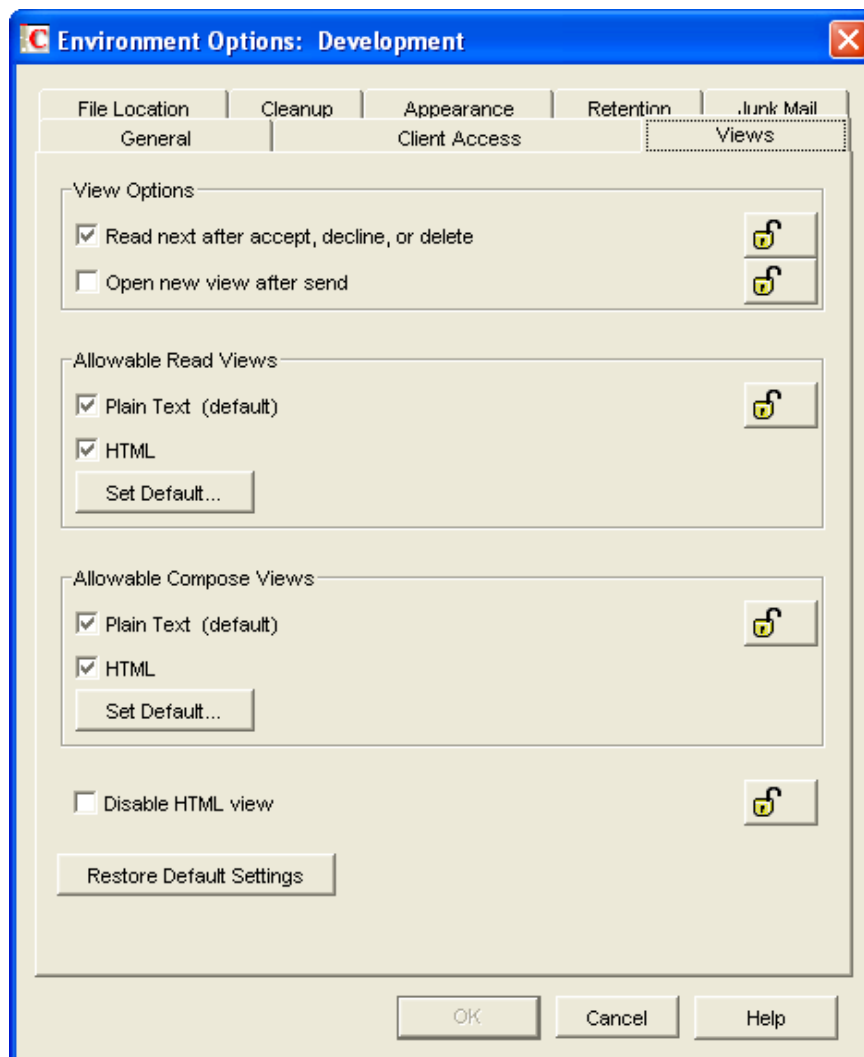 C Environment Options: Development
File Location Cleanup Appearance Retention Junk Mail
General Client Access Views
View Options
Read next after accept, decline, or delete
Open new view after send
Allowable Read Views
Plain Text (default)
HTML
Set Default...
Allowable Compose Views
Plain Text (default)
HTML
Set Default...
Disable HTML view
Restore Default Settings
OK Cancel Help